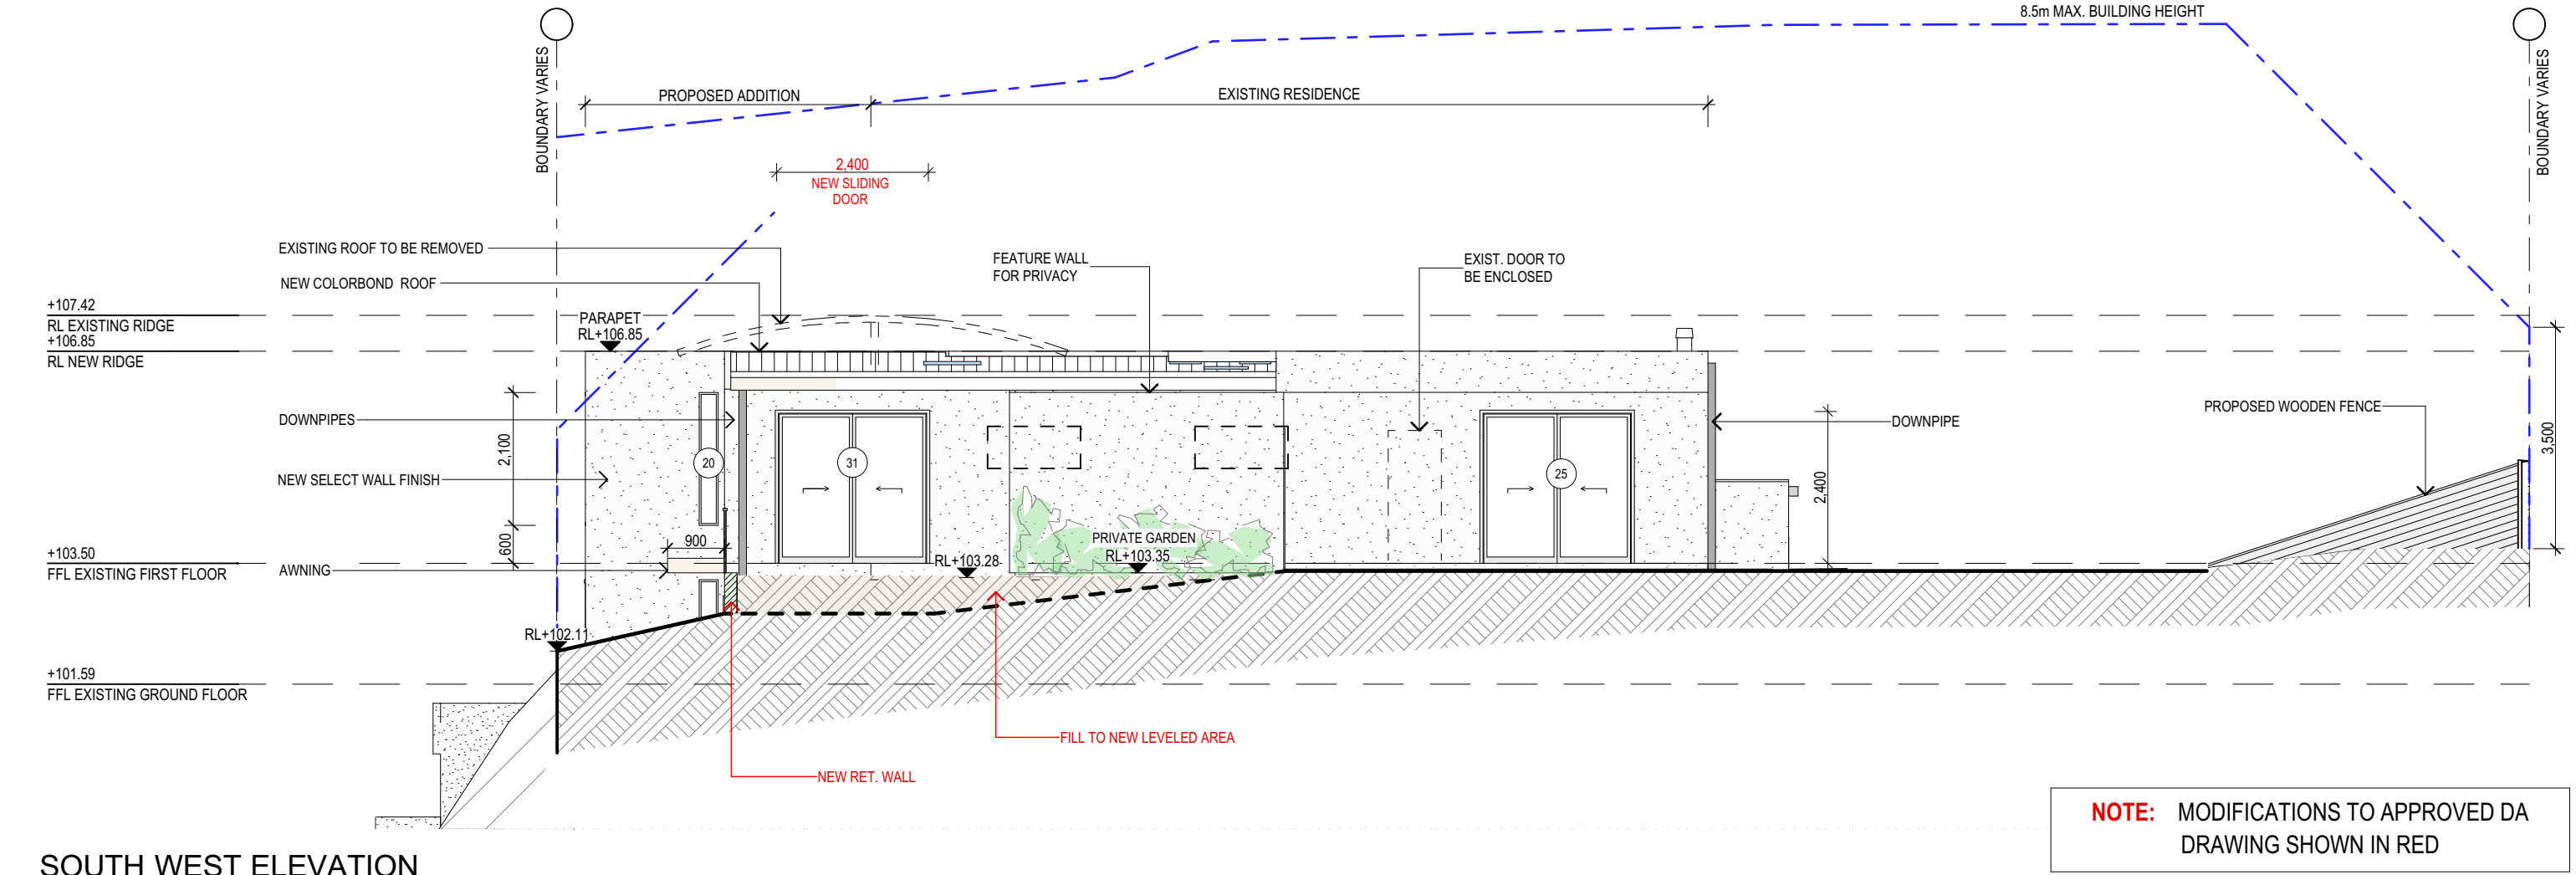 8.5m MAX. BUILDING HEIGHT
BOUNDARY VARIES
BOUNDARY VARIES
PROPOSED ADDITION
EXISTING RESIDENCE
2,400
NEW SLIDING
DOOR
EXISTING ROOF TO BE REMOVED
NEW COLORBOND ROOF
FEATURE WALL
FOR PRIVACY
EXIST. DOOR TO
BE ENCLOSED
+107.42
RL EXISTING RIDGE
+106.85
RL NEW RIDGE
PARAPET
RL+106.85
DOWNPIPES
2,100
NEW SELECT WALL FINISH
20
31
25
DOWNPIPE
2,400
PROPOSED WOODEN FENCE
3,500
600
900
+103.50
FFL EXISTING FIRST FLOOR
AWNING
RL+103.28
PRIVATE GARDEN
RL+103.35
RL+102.11
+101.59
FFL EXISTING GROUND FLOOR
FILL TO NEW LEVELED AREA
NEW RET. WALL
NOTE: MODIFICATIONS TO APPROVED DA
DRAWING SHOWN IN RED
SOUTH WEST ELEVATION